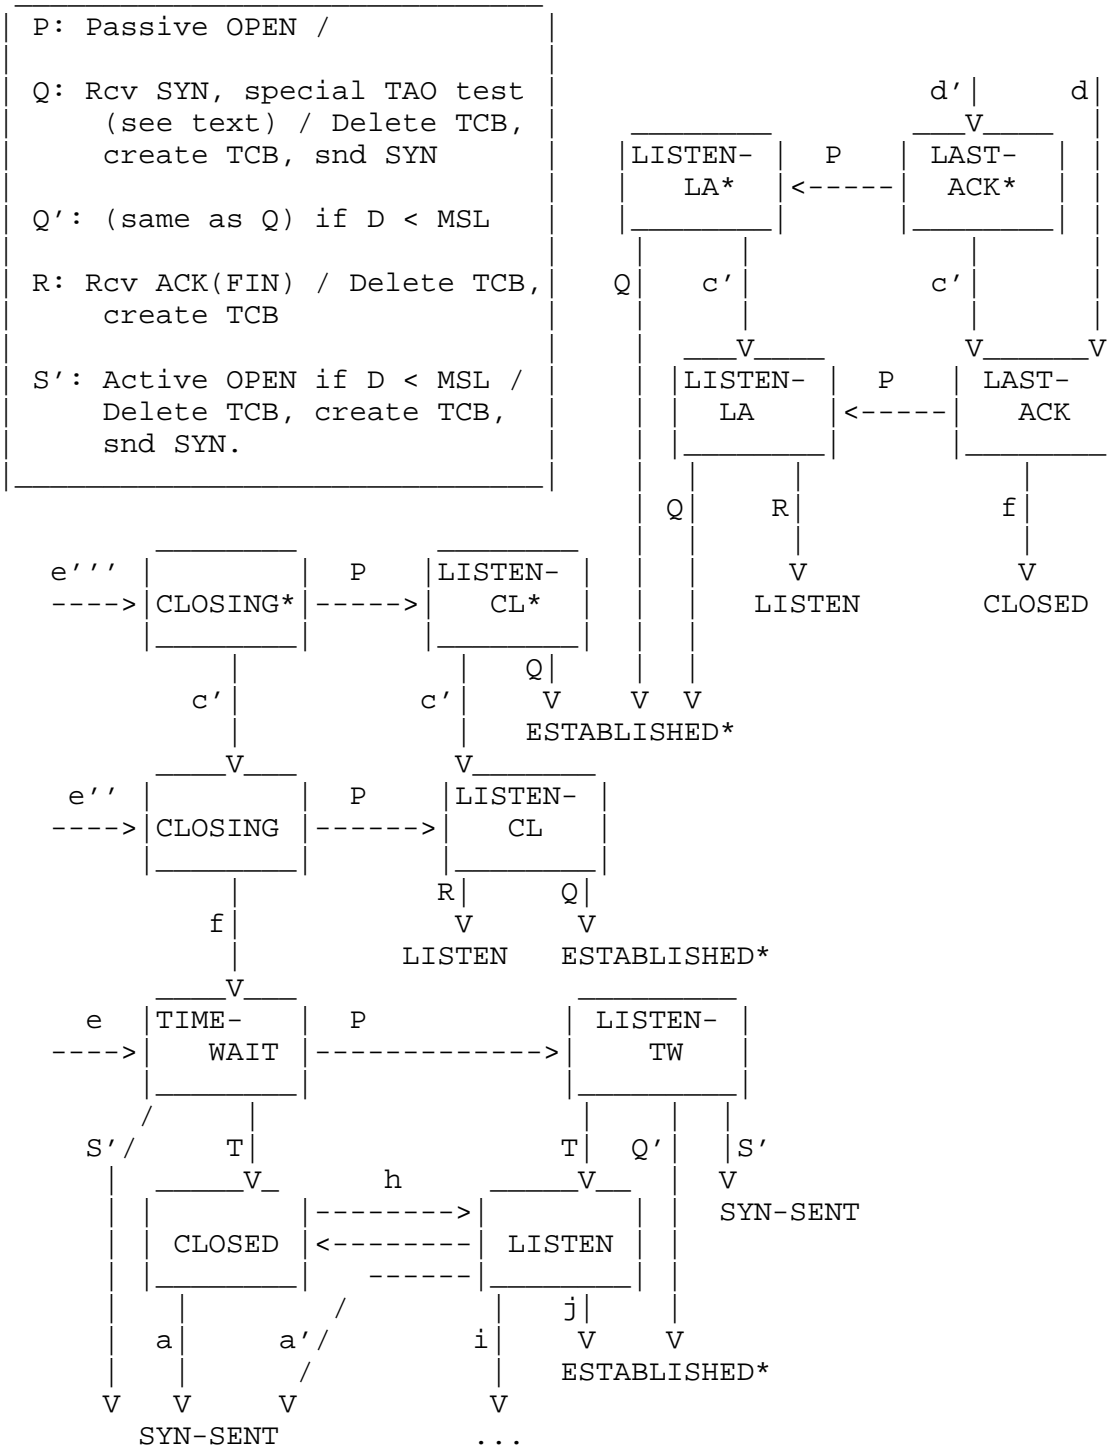 P: Passive OPEN /
Q: Rcv SYN, special TAO test
(see text) / Delete TCB,
create TCB, snd SYN
Q’: (same as Q) if D < MSL
R: Rcv ACK(FIN) / Delete TCB,
create TCB
S’: Active OPEN if D < MSL /
Delete TCB, create TCB,
snd SYN.
d’ d
LISTEN- P LAST-
LA* ACK*
Q c’ c’
LISTEN- P LAST-
LA ACK
Q R f
LISTEN CLOSED
e’’’ P LISTEN-
CLOSING* CL*
Q
c’ c’
ESTABLISHED*
e’’ P LISTEN-
CLOSING CL
R Q
f
LISTEN ESTABLISHED*
e TIME- P LISTEN-
WAIT TW
S’ T T Q’ S’
h
SYN-SENT
CLOSED LISTEN
j
a a’ i
ESTABLISHED*
SYN-SENT ...